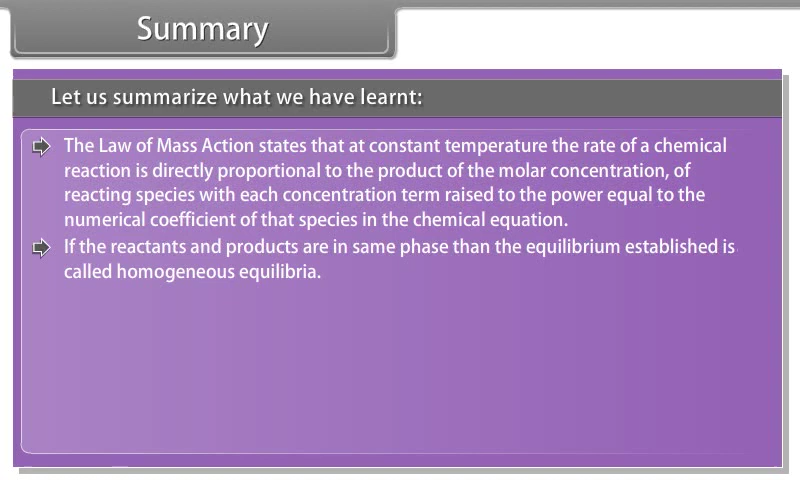 Summary
Let us summarize what we have learnt:
The Law of Mass Action states that at constant temperature the rate of a chemical
reaction is directly proportional to the product of the molar concentration, of
reacting species with each concentration term raised to the power equal to the
numerical coefficient of that species in the chemical equation.
If the reactants and products are in same phase than the equilibrium established is
called homogeneous equilibria.